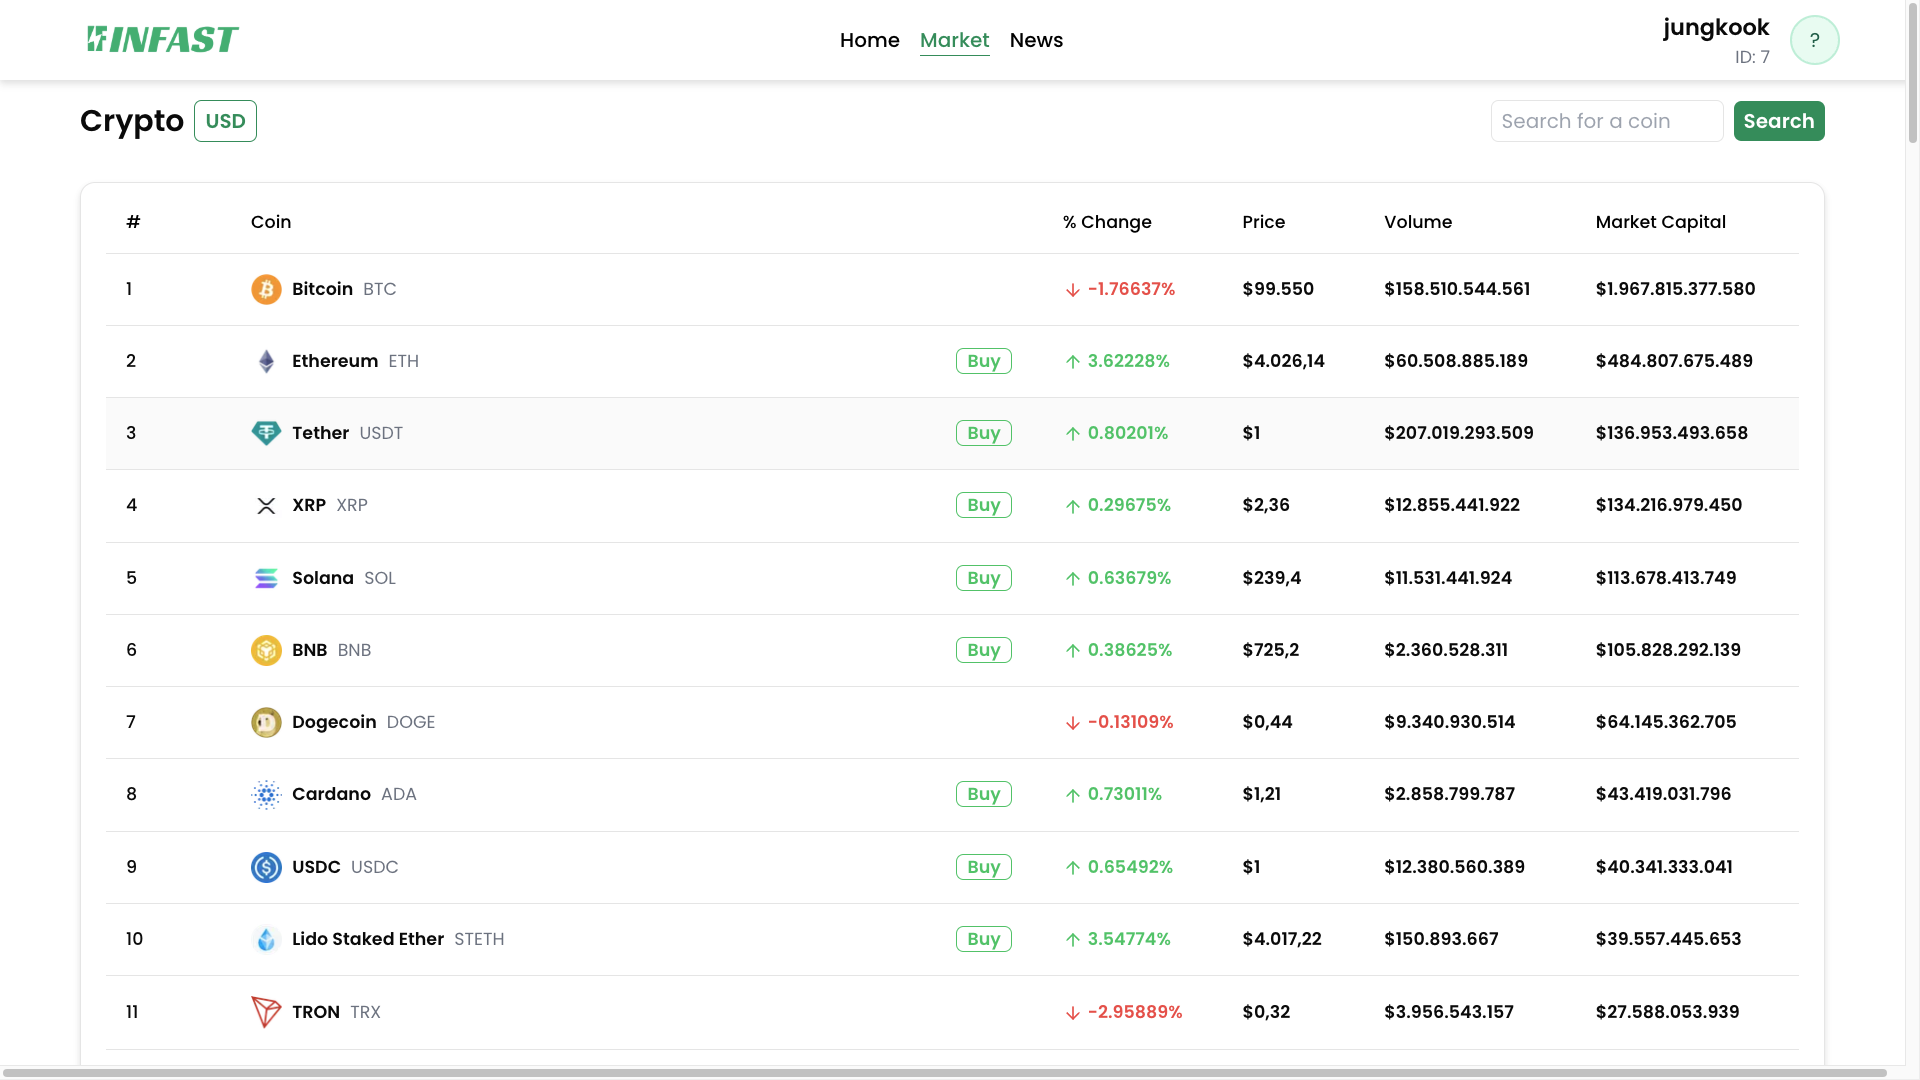 FINFAST
Home Market News
jungkook
ID: 7
?
Crypto USD
Search for a coin Search
# Coin % Change Price Volume Market Capital
1 Bitcoin BTC -1.76637% $99.550 $158.510.544.561 $1.967.815.377.580
2 Ethereum ETH Buy 3.62228% $4.026,14 $60.508.885.189 $484.807.675.489
3 Tether USDT Buy 0.80201% $1 $207.019.293.509 $136.953.493.658
4 XRP XRP Buy 0.29675% $2,36 $12.855.441.922 $134.216.979.450
5 Solana SOL Buy 0.63679% $239,4 $11.531.441.924 $113.678.413.749
6 BNB BNB Buy 0.38625% $725,2 $2.360.528.311 $105.828.292.139
7 Dogecoin DOGE -0.13109% $0,44 $9.340.930.514 $64.145.362.705
8 Cardano ADA Buy 0.73011% $1,21 $2.858.799.787 $43.419.031.796
9 USDC USDC Buy 0.65492% $1 $12.380.560.389 $40.341.333.041
10 Lido Staked Ether STETH Buy 3.54774% $4.017,22 $150.893.667 $39.557.445.653
11 TRON TRX -2.95889% $0,32 $3.956.543.157 $27.588.053.939